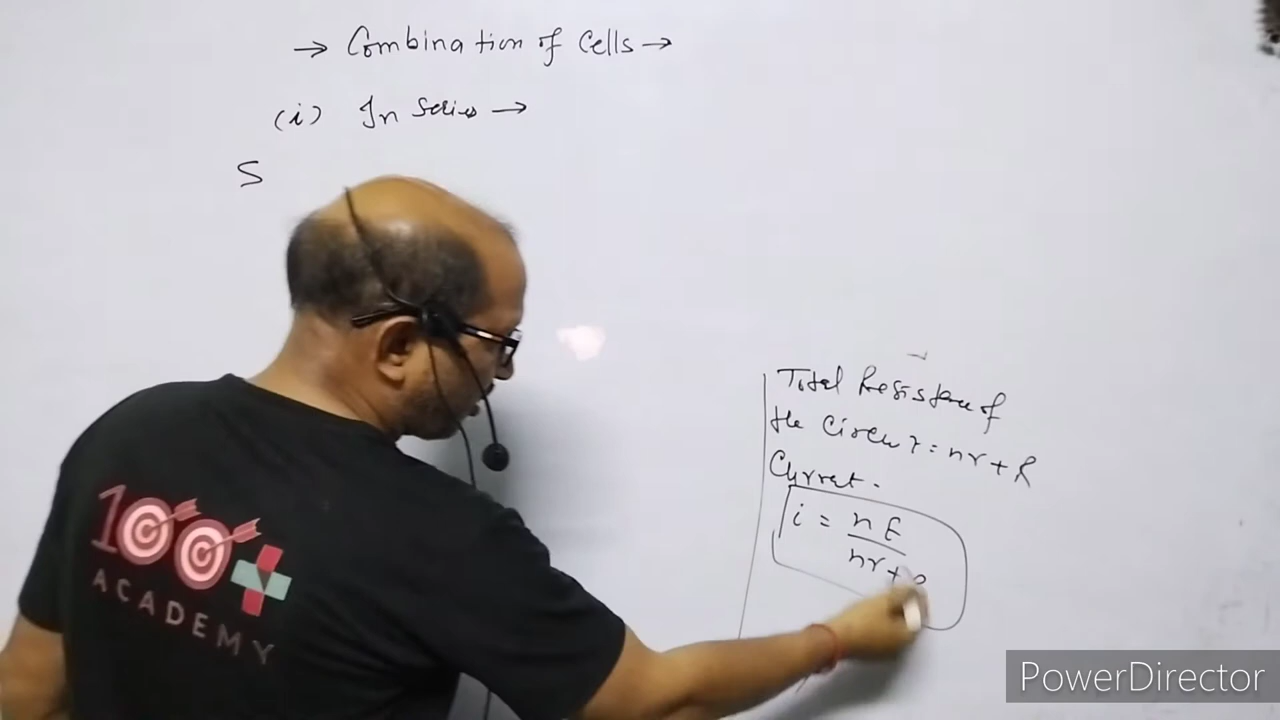 → Combination of Cells →
(i) In Series →
S
Total Resistance of
the Circuit = nr + R
Current.
i = nE
nr +
100+
ACADEMY
PowerDirector